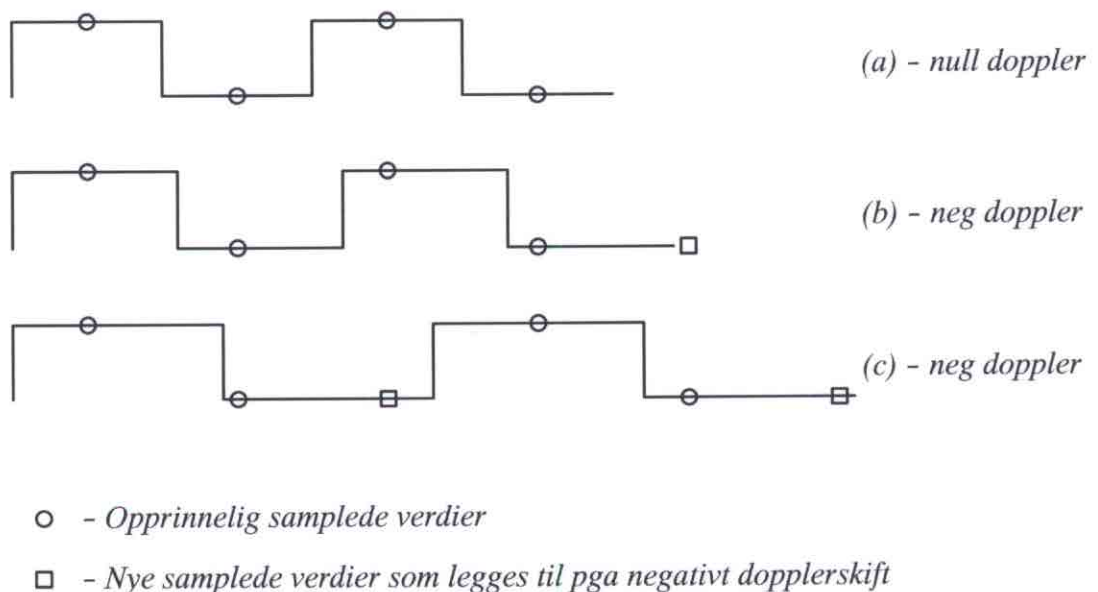 (a) - null doppler
(b) - neg doppler
(c) - neg doppler
- Opprinnelig samplede verdier
- Nye samplede verdier som legges til pga negativt dopplerskift